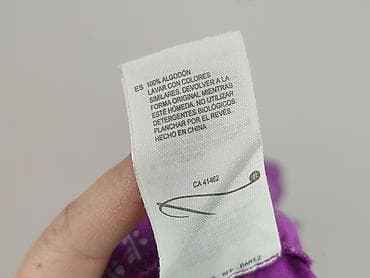 ES 100% ALGODÓN
LAVAR CON COLORES
SIMILARES. DEVOLVER A LA
FORMA ORIGINAL MIENTRAS
ESTÉ HÚMEDA. NO UTILIZAR
DETERGENTES BIOLÓGICOS.
PLANCHAR POR EL REVÉS.
HECHO EN CHINA
CA 41462